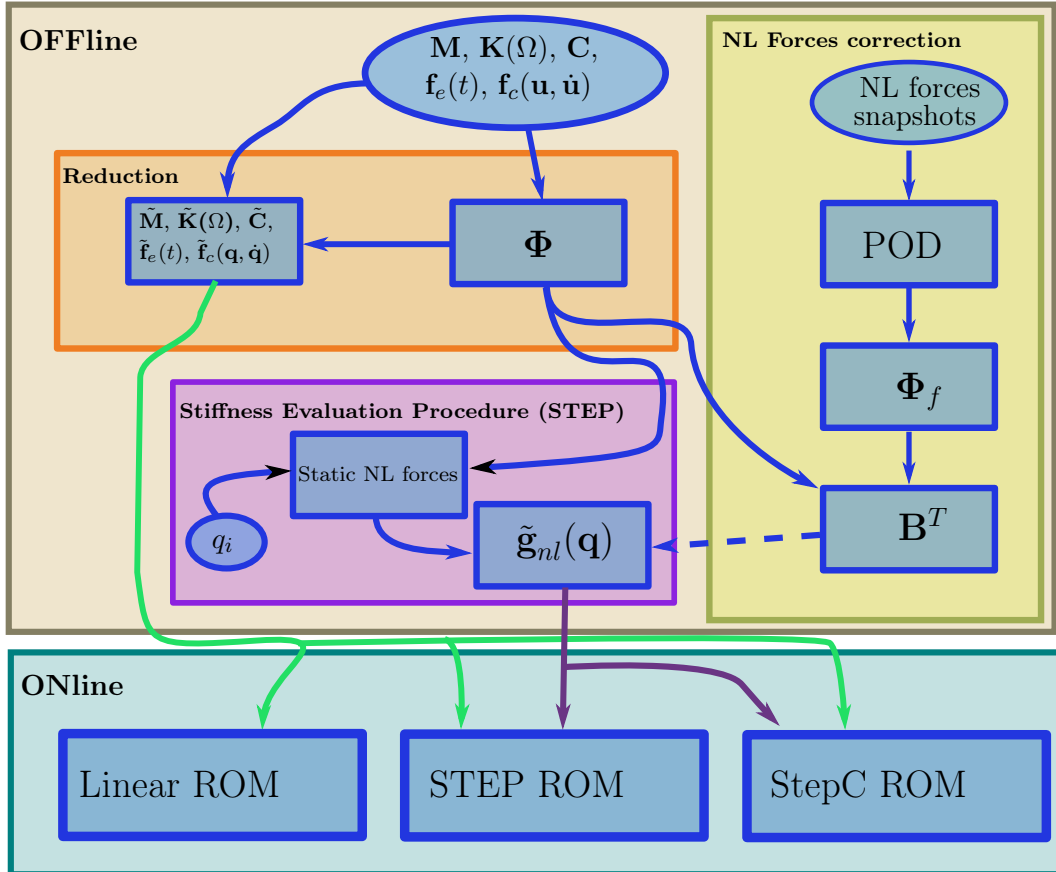 OFFline
M, K(Ω), C,
f_e(t), f_c(u, u̇)
NL Forces correction
NL forces
snapshots
Reduction
M̃, K̃(Ω), C̃,
f̃_e(t), f̃_c(q, q̇)
Φ
POD
Φ_f
Stiffness Evaluation Procedure (STEP)
Static NL forces
q_i
g̃_{nl}(q)
B^T
ONline
Linear ROM
STEP ROM
StepC ROM